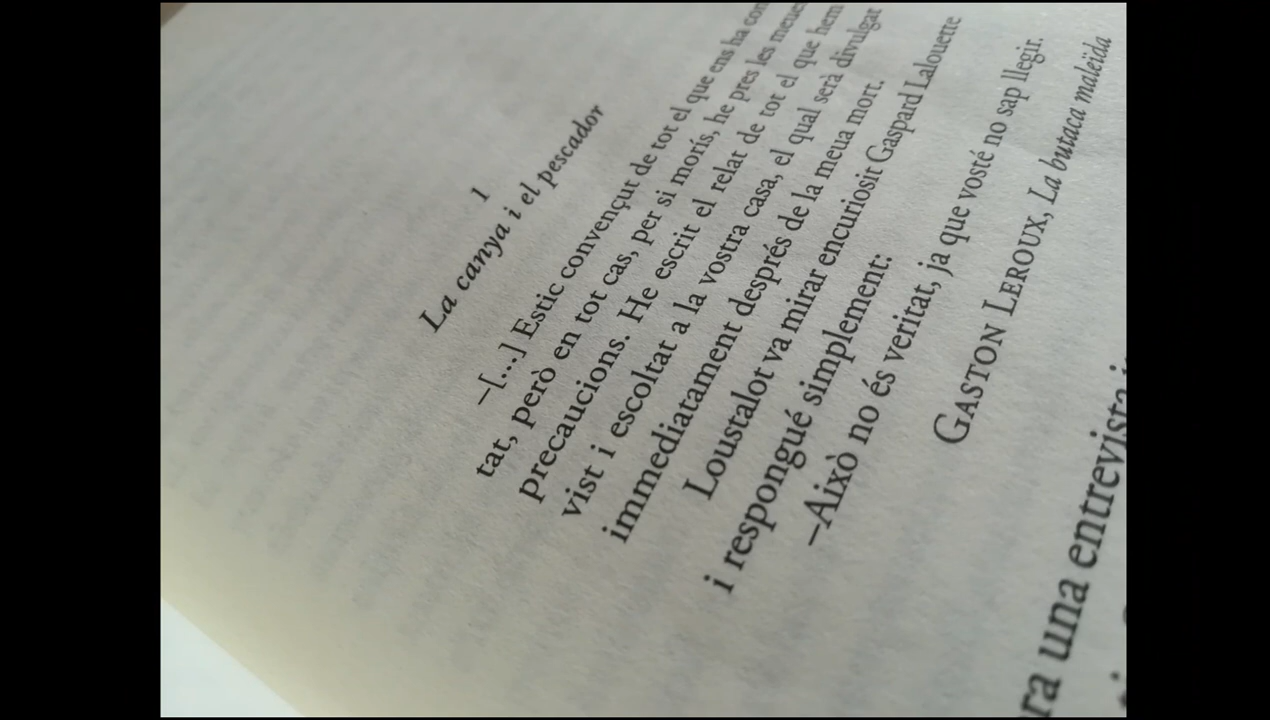 1
La canya i el pescador
–[...] Estic convençut de tot el que ens ha con
tat, però en tot cas, per si morís, he pres les meues
precaucions. He escrit el relat de tot el que hem
vist i escoltat a la vostra casa, el qual serà divulgar
immediatament després de la meua mort.
Loustalot va mirar encuriosit Gaspard Lalouette
i respongué simplement:
–Això no és veritat, ja que vosté no sap llegir.
GASTON LEROUX, La butaca maleïda
ra una entrevista